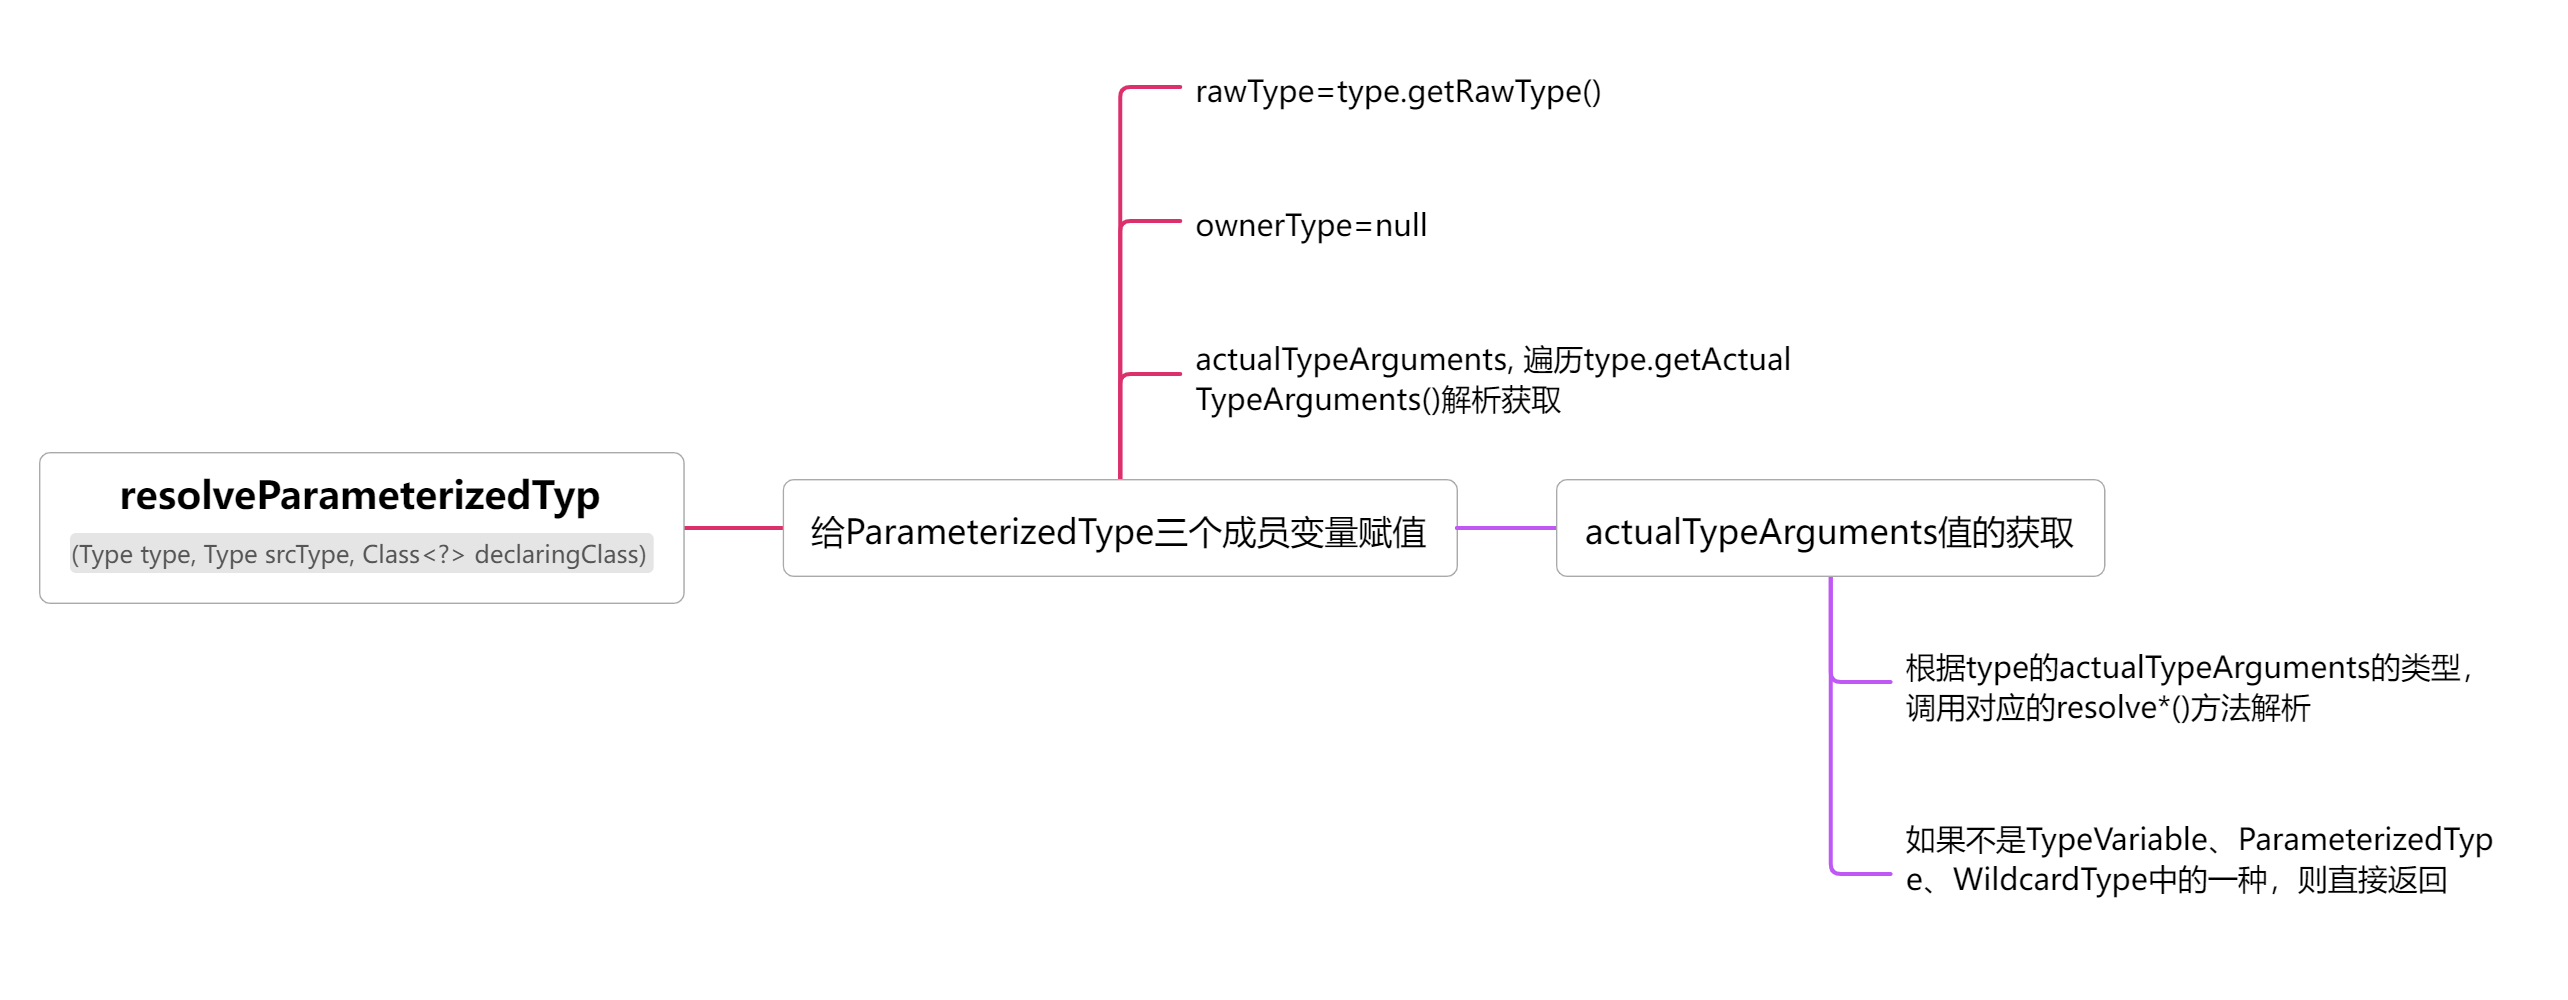 rawType=type.getRawType()
ownerType=null
actualTypeArguments, 遍历type.getActual
TypeArguments()解析获取
resolveParameterizedTyp
(Type type, Type srcType, Class<?> declaringClass)
给ParameterizedType三个成员变量赋值
actualTypeArguments值的获取
根据type的actualTypeArguments的类型，
调用对应的resolve*()方法解析
如果不是TypeVariable、ParameterizedTyp
e、WildcardType中的一种，则直接返回